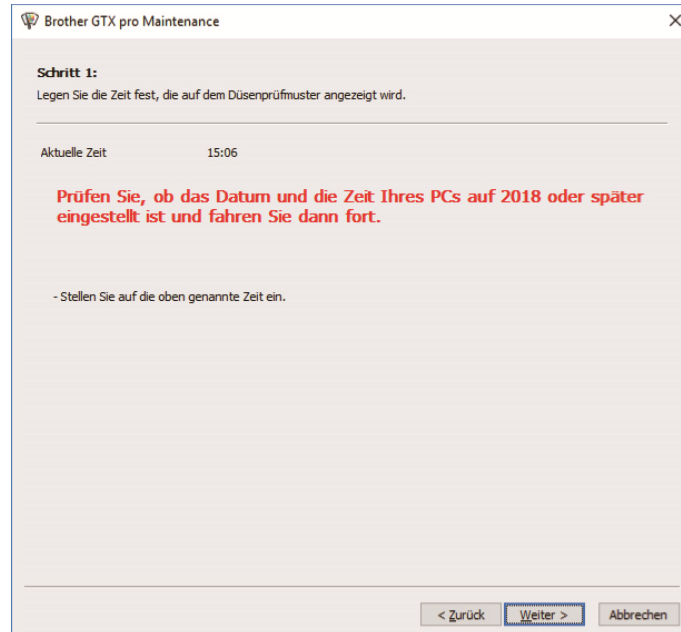 Brother GTX pro Maintenance
Schritt 1:
Legen Sie die Zeit fest, die auf dem Düsenprüfmuster angezeigt wird.
Aktuelle Zeit 15:06
Prüfen Sie, ob das Datum und die Zeit Ihres PCs auf 2018 oder später
eingestellt ist und fahren Sie dann fort.
- Stellen Sie auf die oben genannte Zeit ein.
< Zurück Weiter > Abbrechen